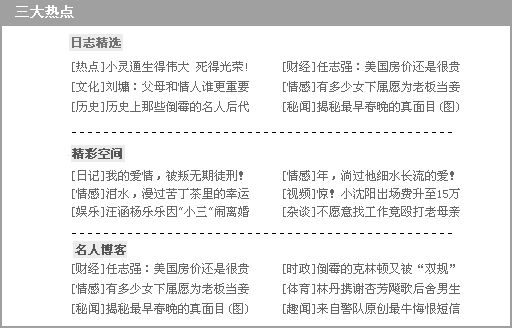 三大热点
日志精选
[热点]小灵通生得伟大 死得光荣! [财经]任志强：美国房价还是很贵
[文化]刘墉：父母和情人谁更重要 [情感]有多少女下属愿为老板当妾
[历史]历史上那些倒霉的名人后代 [秘闻]揭秘最早春晚的真面目(图)
精彩空间
[日记]我的爱情，被叛无期徒刑! [情感]年，淌过他细水长流的爱!
[情感]泪水，漫过苦丁茶里的幸运 [视频]惊! 小沈阳出场费升至15万
[娱乐]汪涵杨乐乐因"小三"闹离婚 [杂谈]不愿意找工作竟殴打老母亲
名人博客
[财经]任志强：美国房价还是很贵 [时政]倒霉的克林顿又被“双规”
[情感]有多少女下属愿为老板当妾 [体育]林丹携谢杏芳飚歌后舍男生
[秘闻]揭秘最早春晚的真面目(图) [趣闻]来自警队原创最牛悔恨短信